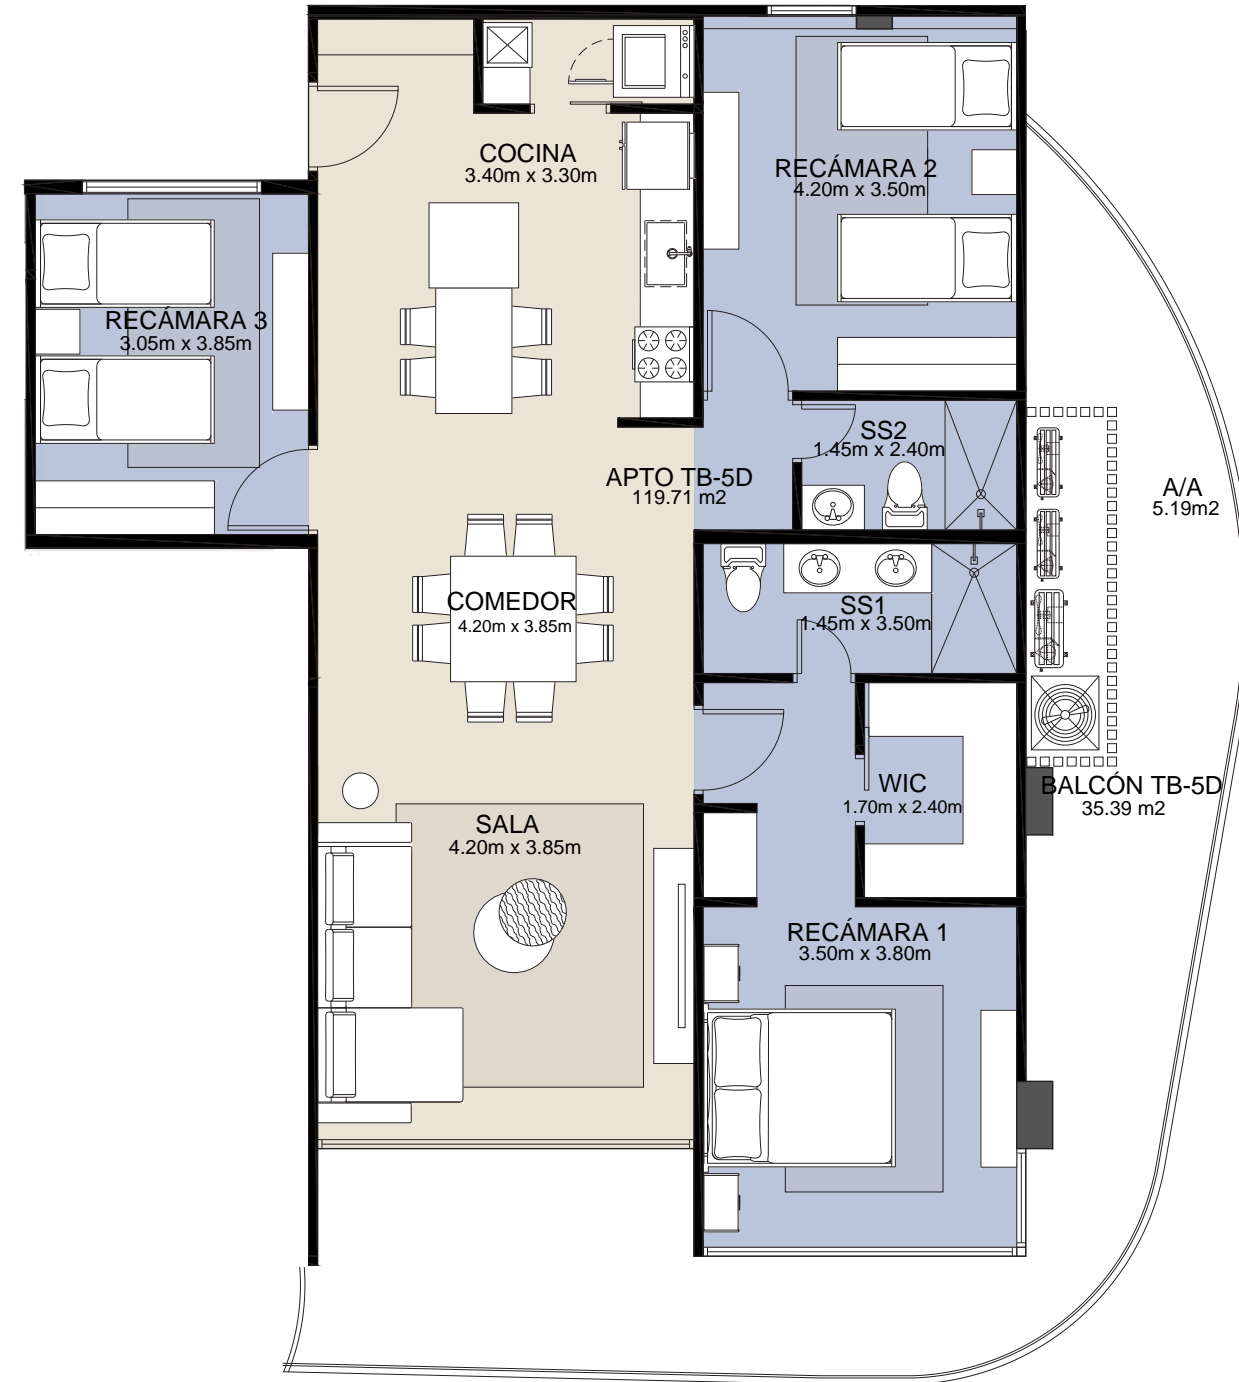 COCINA
3.40m x 3.30m
RECÁMARA 2
4.20m x 3.50m
RECÁMARA 3
3.05m x 3.85m
SS2
1.45m x 2.40m
APTO TB-5D
119.71 m2
A/A
5.19m2
COMEDOR
4.20m x 3.85m
SS1
1.45m x 3.50m
WIC
1.70m x 2.40m
BALCÓN TB-5D
35.39 m2
SALA
4.20m x 3.85m
RECÁMARA 1
3.50m x 3.80m